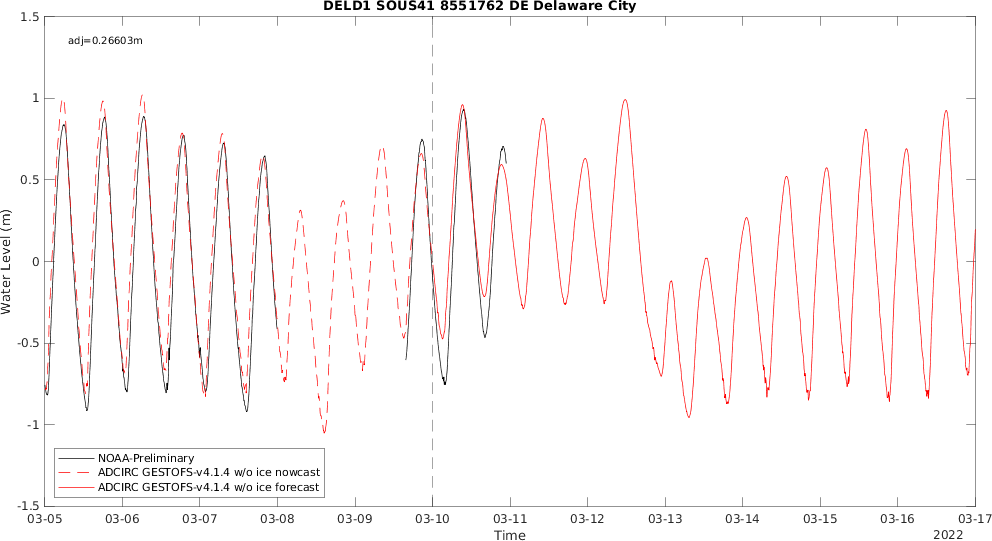 DELD1 SOUS41 8551762 DE Delaware City
adj=0.26603m
1.5
1
0.5
0
-0.5
-1
-1.5
Water Level (m)
NOAA-Preliminary
ADCIRC GESTOFS-v4.1.4 w/o ice nowcast
ADCIRC GESTOFS-v4.1.4 w/o ice forecast
03-05 03-06 03-07 03-08 03-09 03-10 03-11 03-12 03-13 03-14 03-15 03-16 03-17
Time
2022